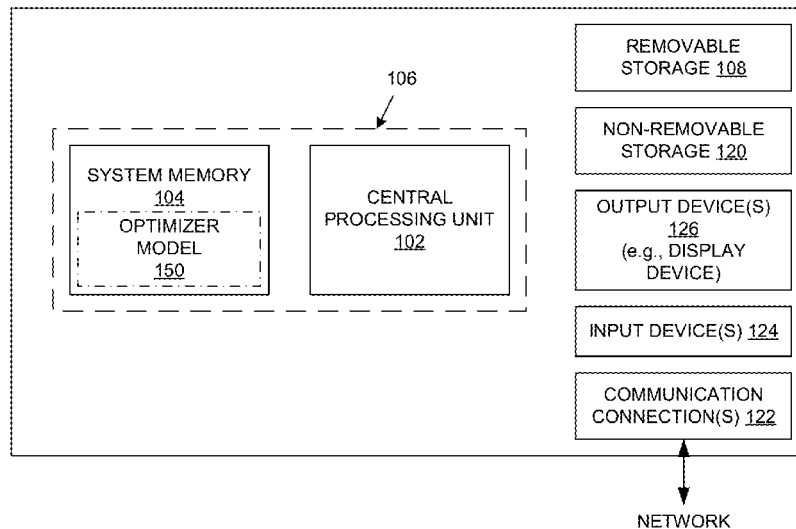 106
SYSTEM MEMORY
104
OPTIMIZER
MODEL
150
CENTRAL
PROCESSING UNIT
102
REMOVABLE
STORAGE 108
NON-REMOVABLE
STORAGE 120
OUTPUT DEVICE(S)
126
(e.g., DISPLAY
DEVICE)
INPUT DEVICE(S) 124
COMMUNICATION
CONNECTION(S) 122
NETWORK